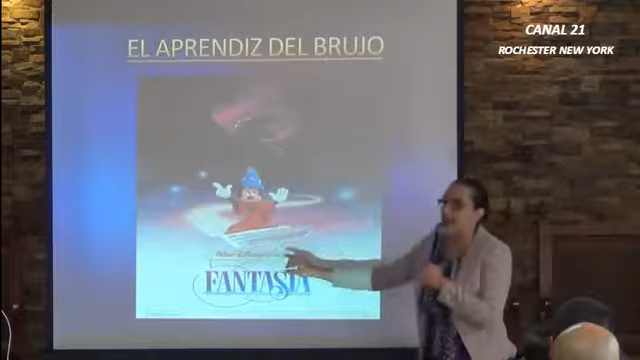 CANAL 21
ROCHESTER NEW YORK
EL APRENDIZ DEL BRUJO
FANTASIA